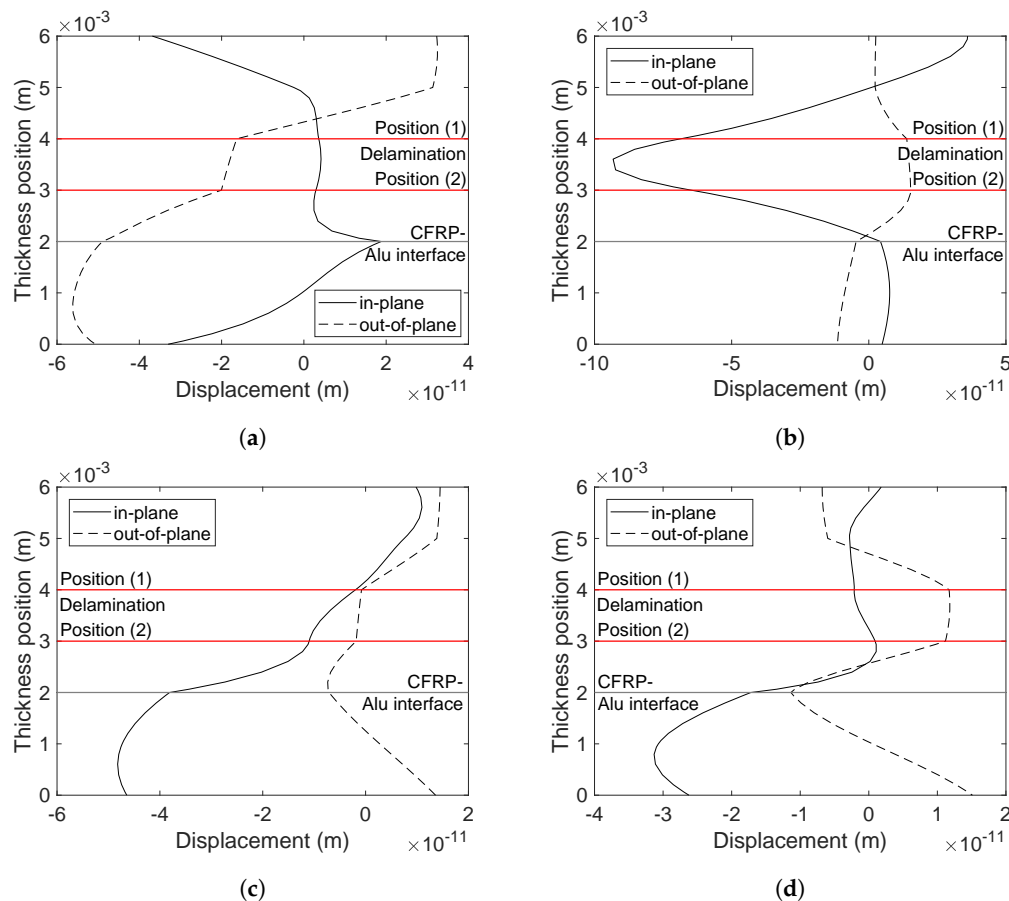 ×10⁻³
6
5
4
3
2
1
0
Thickness position (m)
Position (1)
Delamination
Position (2)
CFRP-
Alu interface
in-plane
out-of-plane
-6 -4 -2 0 2 4
Displacement (m)
×10⁻¹¹
(a)
×10⁻³
6
5
4
3
2
1
0
Thickness position (m)
in-plane
out-of-plane
Position (1)
Delamination
Position (2)
CFRP-
Alu interface
-10 -5 0 5
Displacement (m)
×10⁻¹¹
(b)
×10⁻³
6
5
4
3
2
1
0
Thickness position (m)
in-plane
out-of-plane
Position (1)
Delamination
Position (2)
CFRP-
Alu interface
-6 -4 -2 0 2
Displacement (m)
×10⁻¹¹
(c)
×10⁻³
6
5
4
3
2
1
0
Thickness position (m)
in-plane
out-of-plane
Position (1)
Delamination
Position (2)
CFRP-
Alu interface
-4 -3 -2 -1 0 1 2
Displacement (m)
×10⁻¹¹
(d)